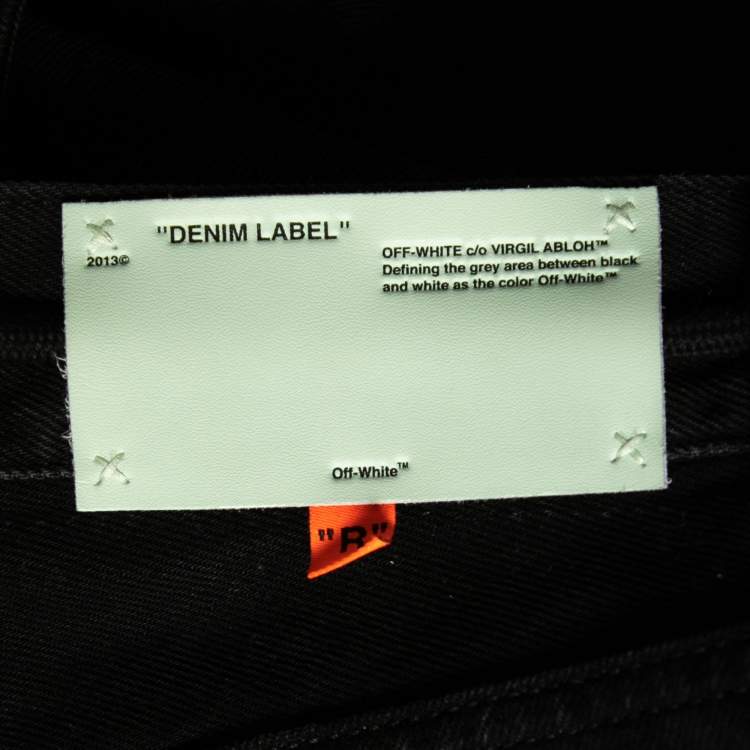 "DENIM LABEL"
2013©
OFF-WHITE c/o VIRGIL ABLOH™
Defining the grey area between black
and white as the color Off-White™
Off-White™
"R"